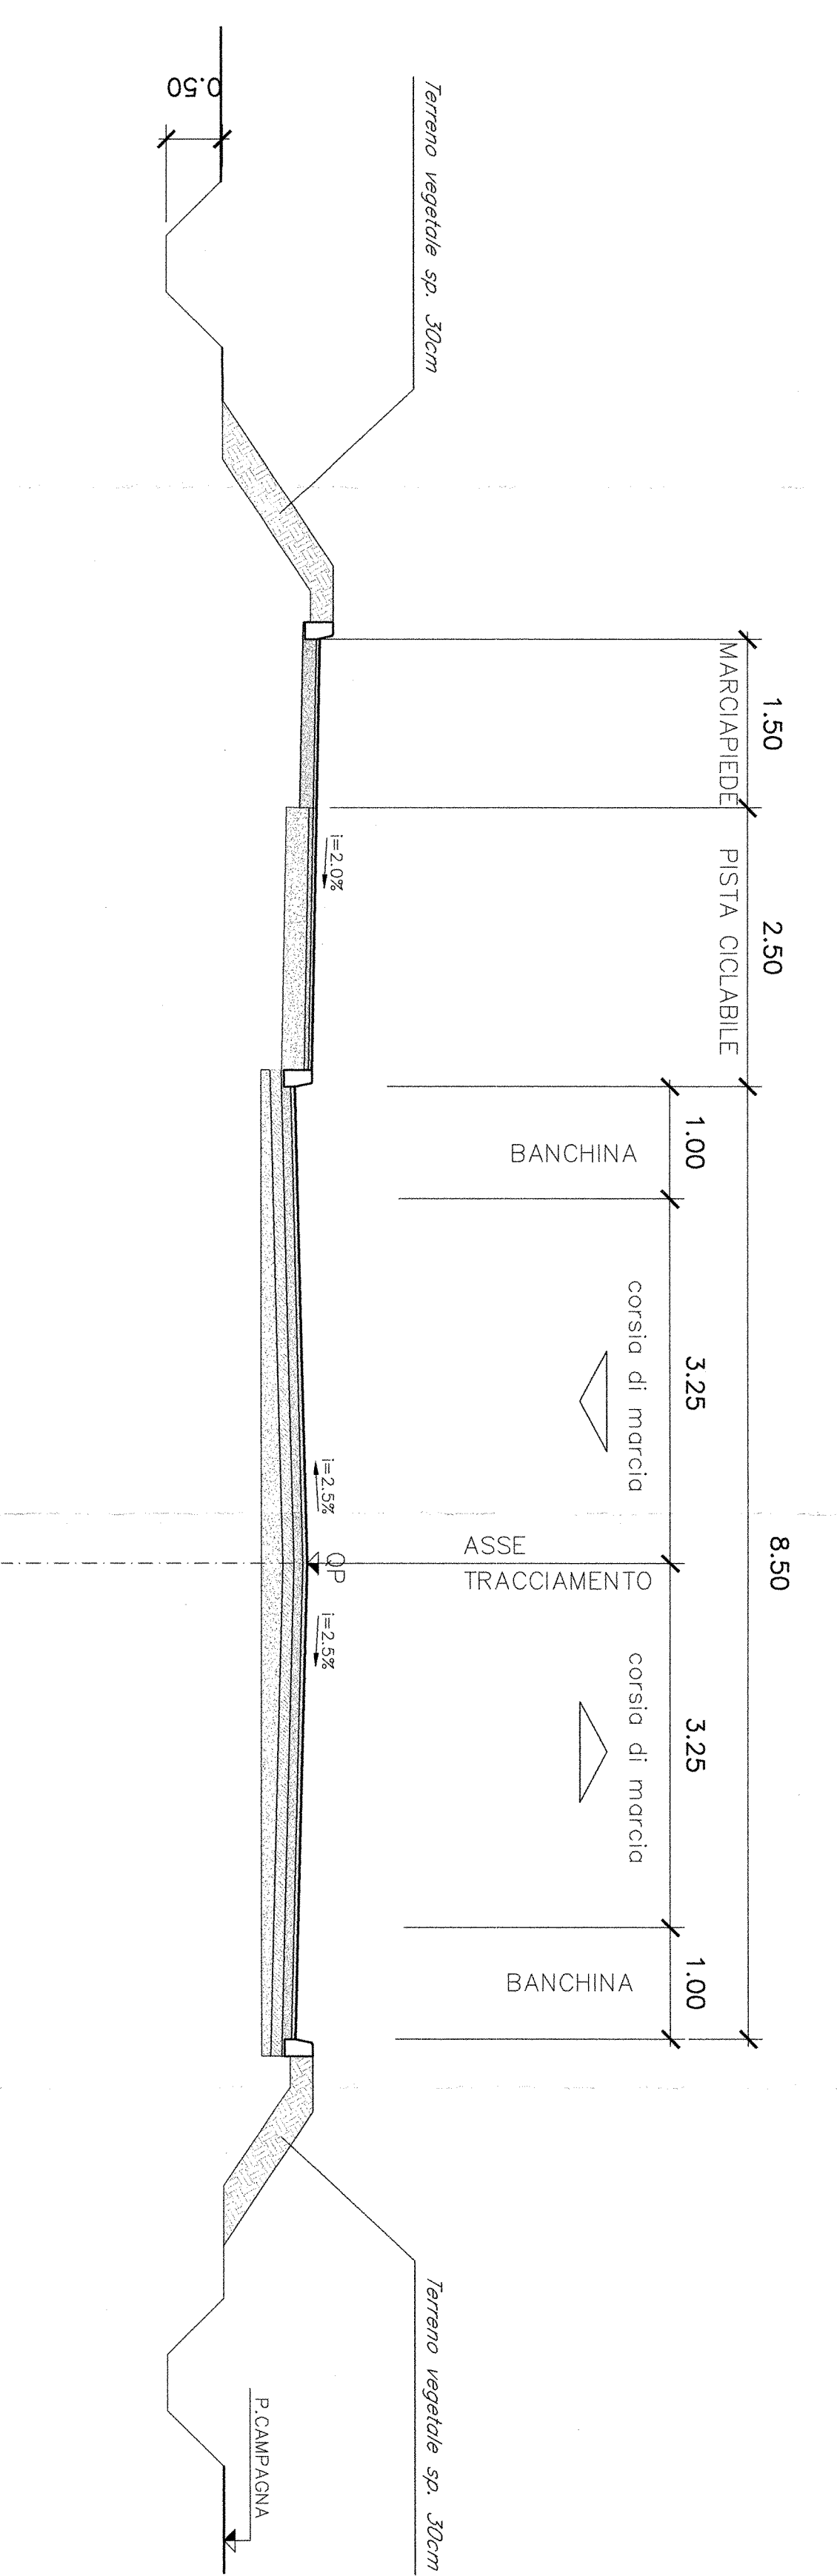 8.50
1.50
2.50
MARCIAPIEDE
PISTA CICLABILE
1.00
3.25
3.25
1.00
BANCHINA
corsia di marcia
ASSE
TRACCIAMENTO
corsia di marcia
BANCHINA
Terreno vegetale sp. 30cm
Terreno vegetale sp. 30cm
i=2.0%
i=2.5%
QP
i=2.5%
0.50
P.CAMPAGNA